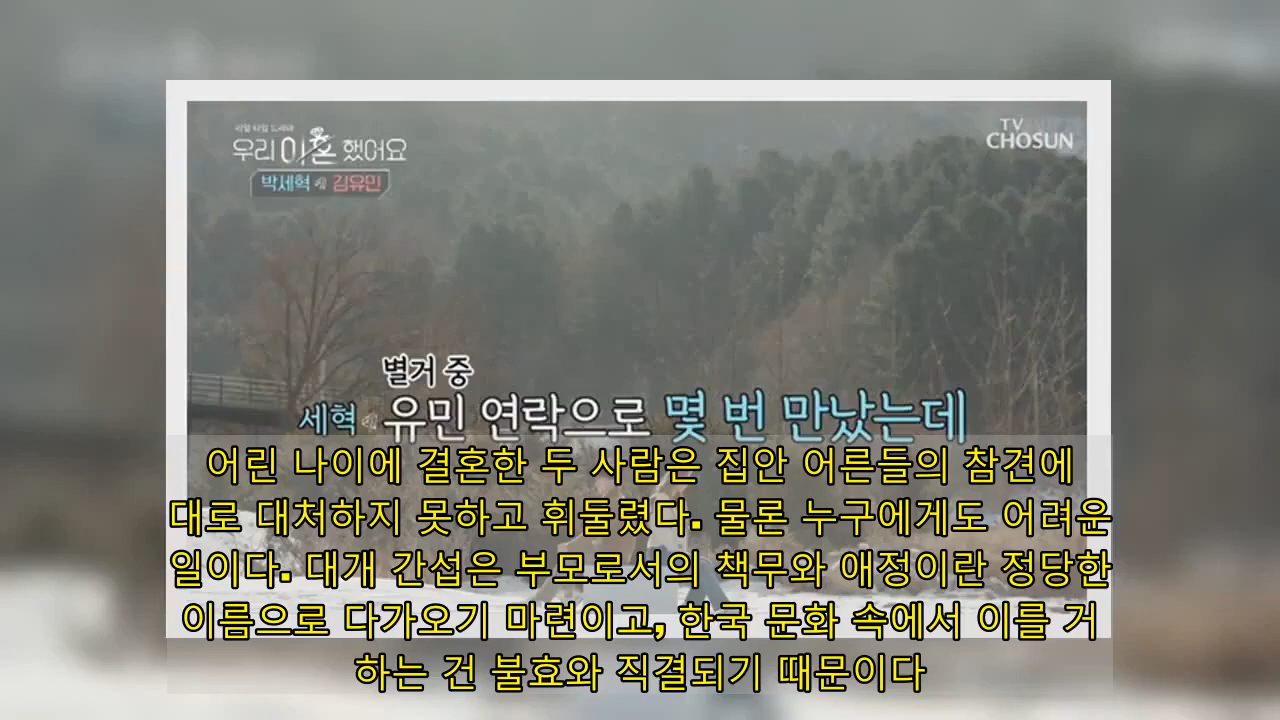 리얼 타임 드라마
우리 이혼 했어요
박세혁 김유민
TV
CHOSUN
별거 중
세혁 유민 연락으로 몇 번 만났는데
어린 나이에 결혼한 두 사람은 집안 어른들의 참견에
대로 대처하지 못하고 휘둘렸다. 물론 누구에게도 어려운
일이다. 대개 간섭은 부모로서의 책무와 애정이란 정당한
이름으로 다가오기 마련이고, 한국 문화 속에서 이를 거
하는 건 불효와 직결되기 때문이다